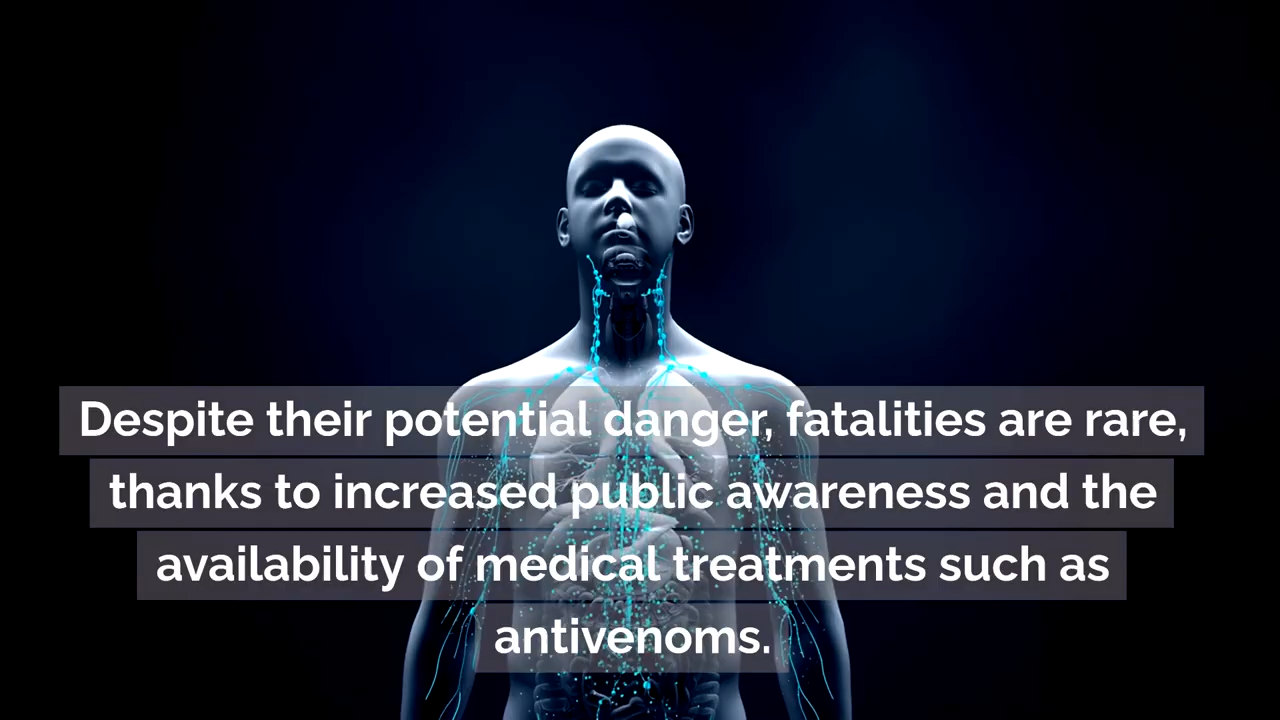 Despite their potential danger, fatalities are rare,
thanks to increased public awareness and the
availability of medical treatments such as
antivenoms.